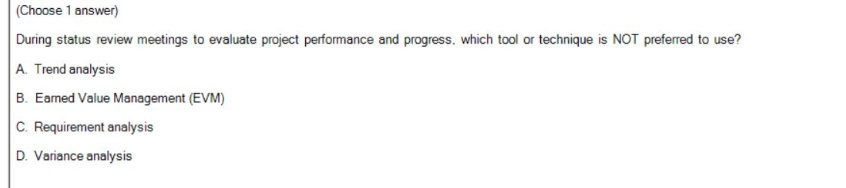 (Choose 1 answer)
During status review meetings to evaluate project performance and progress, which tool or technique is NOT preferred to use?
A. Trend analysis
B. Earned Value Management (EVM)
C. Requirement analysis
D. Variance analysis